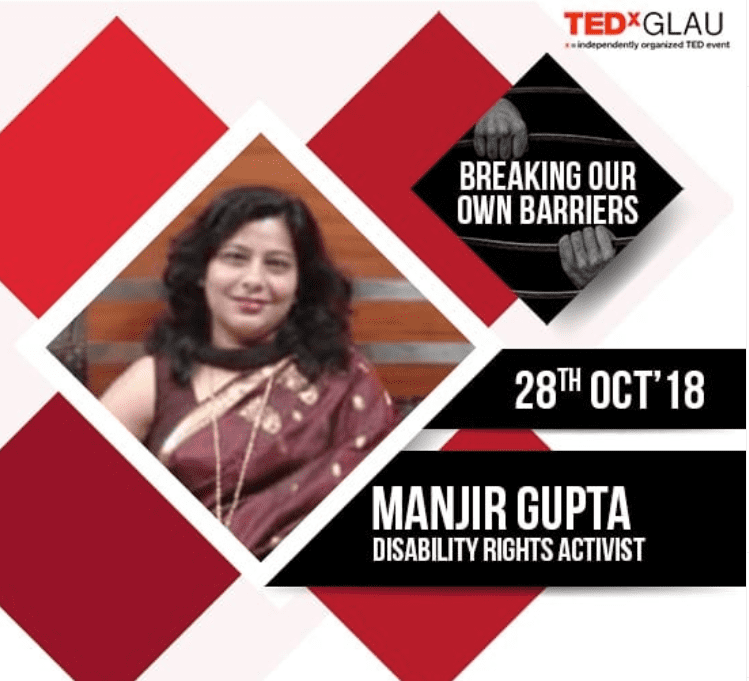 TEDxGLAU
x = independently organized TED event
BREAKING OUR
OWN BARRIERS
28TH OCT'18
MANJIR GUPTA
DISABILITY RIGHTS ACTIVIST